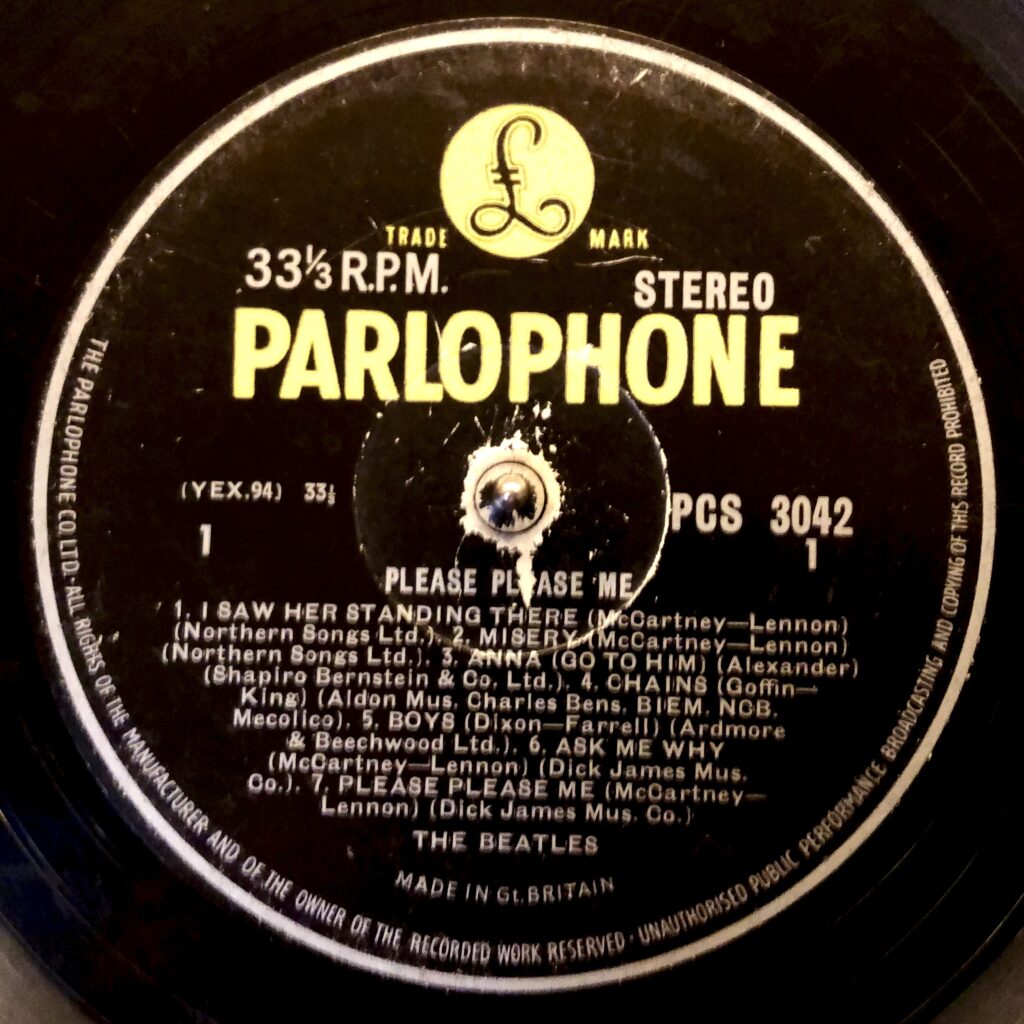 £
TRADE MARK
33⅓ R.P.M. STEREO
PARLOPHONE
(YEX.94) 33⅓
PCS 3042
1 1
PLEASE PLEASE ME
1. I SAW HER STANDING THERE (McCartney—Lennon)
(Northern Songs Ltd.). 2. MISERY (McCartney—Lennon)
(Northern Songs Ltd.). 3. ANNA (GO TO HIM) (Alexander)
(Shapiro Bernstein & Co. Ltd.). 4. CHAINS (Goffin—
King) (Aldon Mus. Charles Bens. BIEM. NCB.
Mecolico). 5. BOYS (Dixon—Farrell) (Ardmore
& Beechwood Ltd.). 6. ASK ME WHY
(McCartney—Lennon) (Dick James Mus.
Co.). 7. PLEASE PLEASE ME (McCartney—
Lennon) (Dick James Mus. Co.)
THE BEATLES
MADE IN Gt. BRITAIN
THE PARLOPHONE CO. LTD. · ALL RIGHTS OF THE MANUFACTURER AND OF THE OWNER OF THE RECORDED WORK RESERVED · UNAUTHORISED PUBLIC PERFORMANCE BROADCASTING AND COPYING OF THIS RECORD PROHIBITED